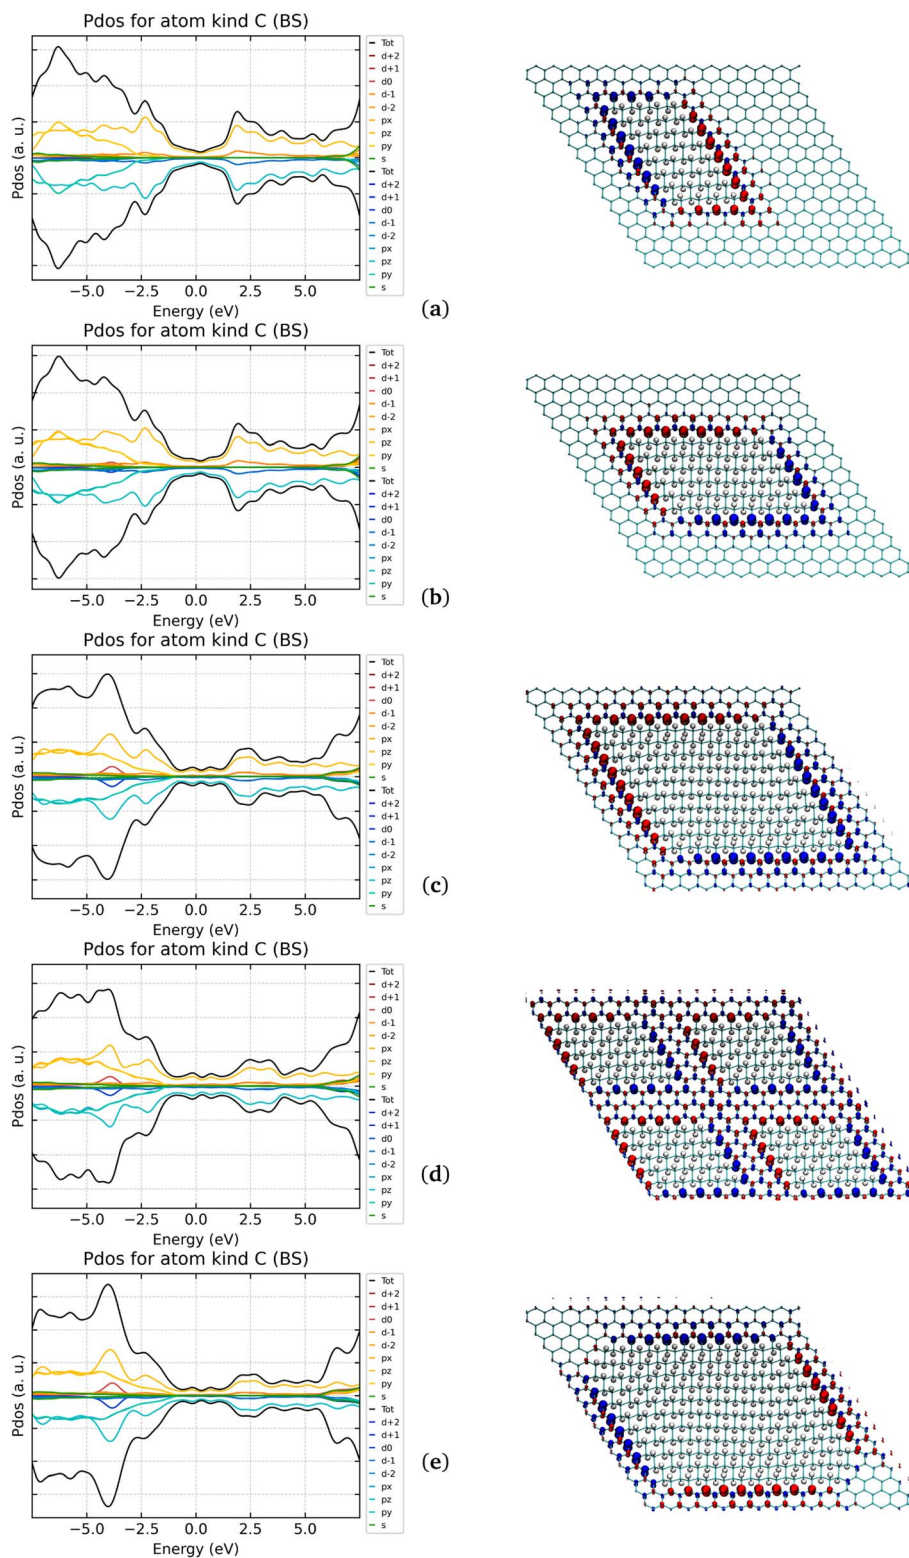 Pdos for atom kind C (BS)
Pdos (a. u.)
Tot
d+2
d+1
d0
d-1
d-2
px
pz
py
s
Tot
d+2
d+1
d0
d-1
d-2
px
pz
py
s
−5.0 −2.5 0.0 2.5 5.0
Energy (eV)
(a)
Pdos for atom kind C (BS)
Pdos (a. u.)
Tot
d+2
d+1
d0
d-1
d-2
px
pz
py
s
Tot
d+2
d+1
d0
d-1
d-2
px
pz
py
s
−5.0 −2.5 0.0 2.5 5.0
Energy (eV)
(b)
Pdos for atom kind C (BS)
Pdos (a. u.)
Tot
d+2
d+1
d0
d-1
d-2
px
pz
py
s
Tot
d+2
d+1
d0
d-1
d-2
px
pz
py
s
−5.0 −2.5 0.0 2.5 5.0
Energy (eV)
(c)
Pdos for atom kind C (BS)
Pdos (a. u.)
Tot
d+2
d+1
d0
d-1
d-2
px
pz
py
s
Tot
d+2
d+1
d0
d-1
d-2
px
pz
py
s
−5.0 −2.5 0.0 2.5 5.0
Energy (eV)
(d)
Pdos for atom kind C (BS)
Pdos (a. u.)
Tot
d+2
d+1
d0
d-1
d-2
px
pz
py
s
Tot
d+2
d+1
d0
d-1
d-2
px
pz
py
s
−5.0 −2.5 0.0 2.5 5.0
Energy (eV)
(e)